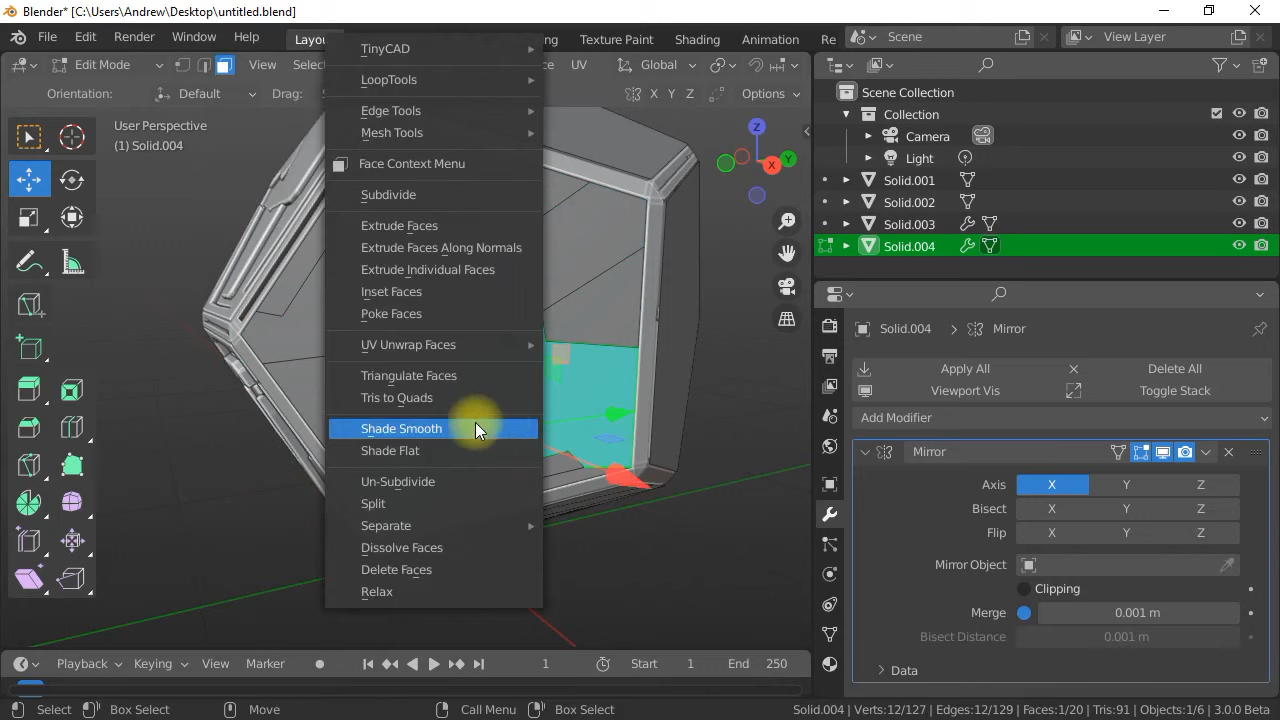 Blender* [C:\Users\Andrew\Desktop\untitled.blend]
File Edit Render Window Help Layou ng Texture Paint Shading Animation Re Scene View Layer
Edit Mode View Select ce UV Global
Orientation: Default Drag: X Y Z Options
User Perspective
(1) Solid.004
TinyCAD
LoopTools
Edge Tools
Mesh Tools
Face Context Menu
Subdivide
Extrude Faces
Extrude Faces Along Normals
Extrude Individual Faces
Inset Faces
Poke Faces
UV Unwrap Faces
Triangulate Faces
Tris to Quads
Shade Smooth
Shade Flat
Un-Subdivide
Split
Separate
Dissolve Faces
Delete Faces
Relax
Z
Y
X
Scene Collection
Collection
Camera
Light
Solid.001
Solid.002
Solid.003
Solid.004
Solid.004 Mirror
Apply All Delete All
Viewport Vis Toggle Stack
Add Modifier
Mirror
Axis X Y Z
Bisect X Y Z
Flip X Y Z
Mirror Object
Clipping
Merge 0.001 m
Bisect Distance 0.001 m
Data
Playback Keying View Marker 1 Start 1 End 250
Select Box Select Move Call Menu Box Select Solid.004 | Verts:12/127 | Edges:12/129 | Faces:1/20 | Tris:91 | Objects:1/6 | 3.0.0 Beta